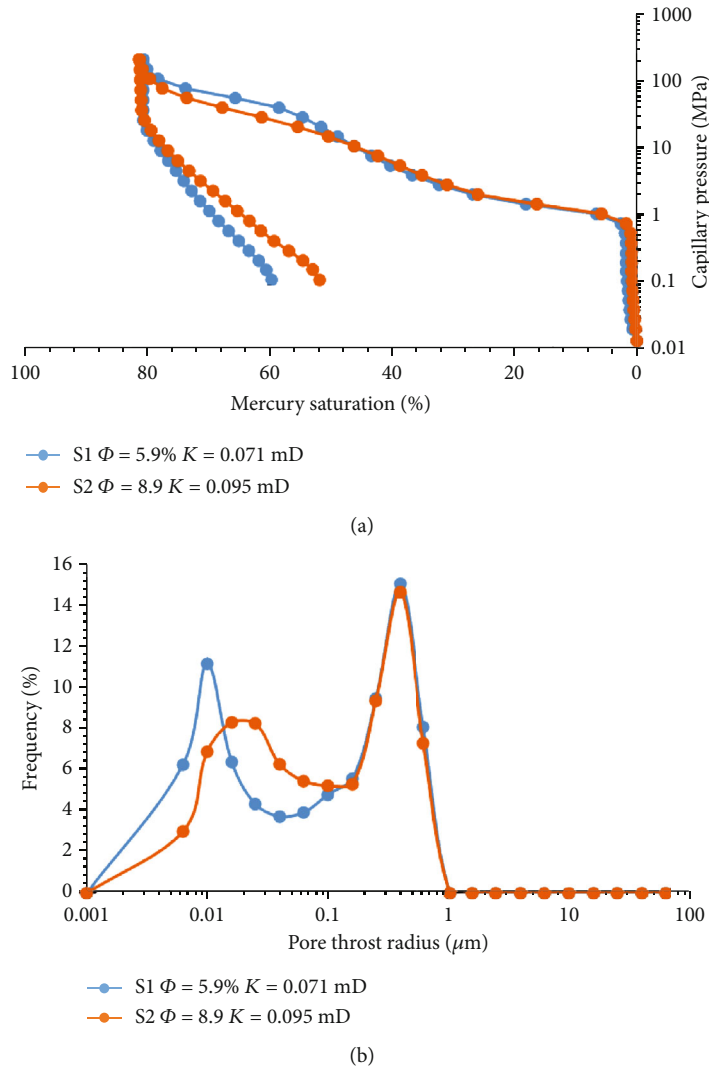 1000
100
10
1
0.1
0.01
Capillary pressure (MPa)
100 80 60 40 20 0
Mercury saturation (%)
S1 Φ = 5.9% K = 0.071 mD
S2 Φ = 8.9 K = 0.095 mD
(a)
16
14
12
10
8
6
4
2
0
Frequency (%)
0.001 0.01 0.1 1 10 100
Pore throst radius (μm)
S1 Φ = 5.9% K = 0.071 mD
S2 Φ = 8.9 K = 0.095 mD
(b)